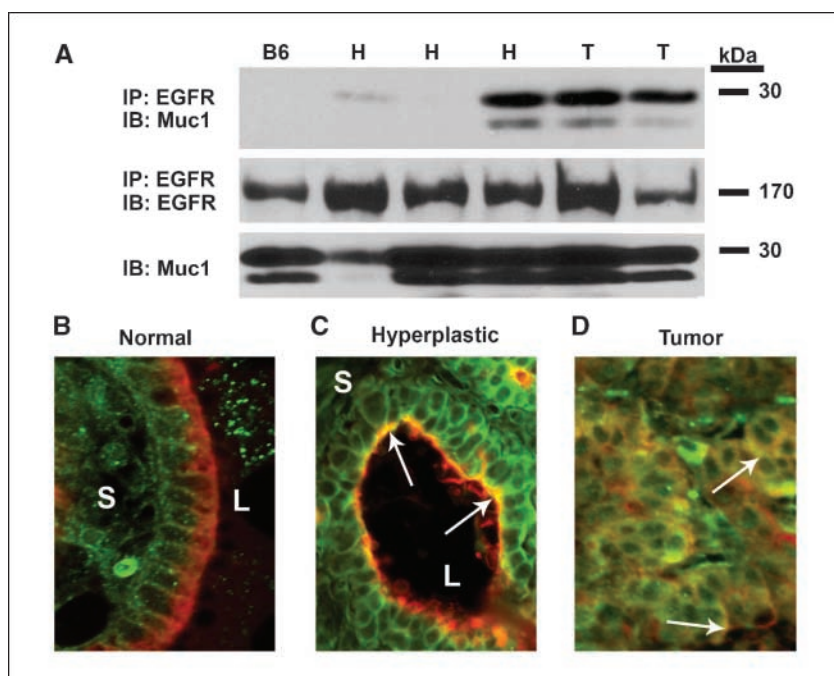 A
B6 H H H T T kDa
IP: EGFR
IB: Muc1
30
IP: EGFR
IB: EGFR
170
IB: Muc1
30
B Normal
C Hyperplastic
D Tumor
S
L
S
L